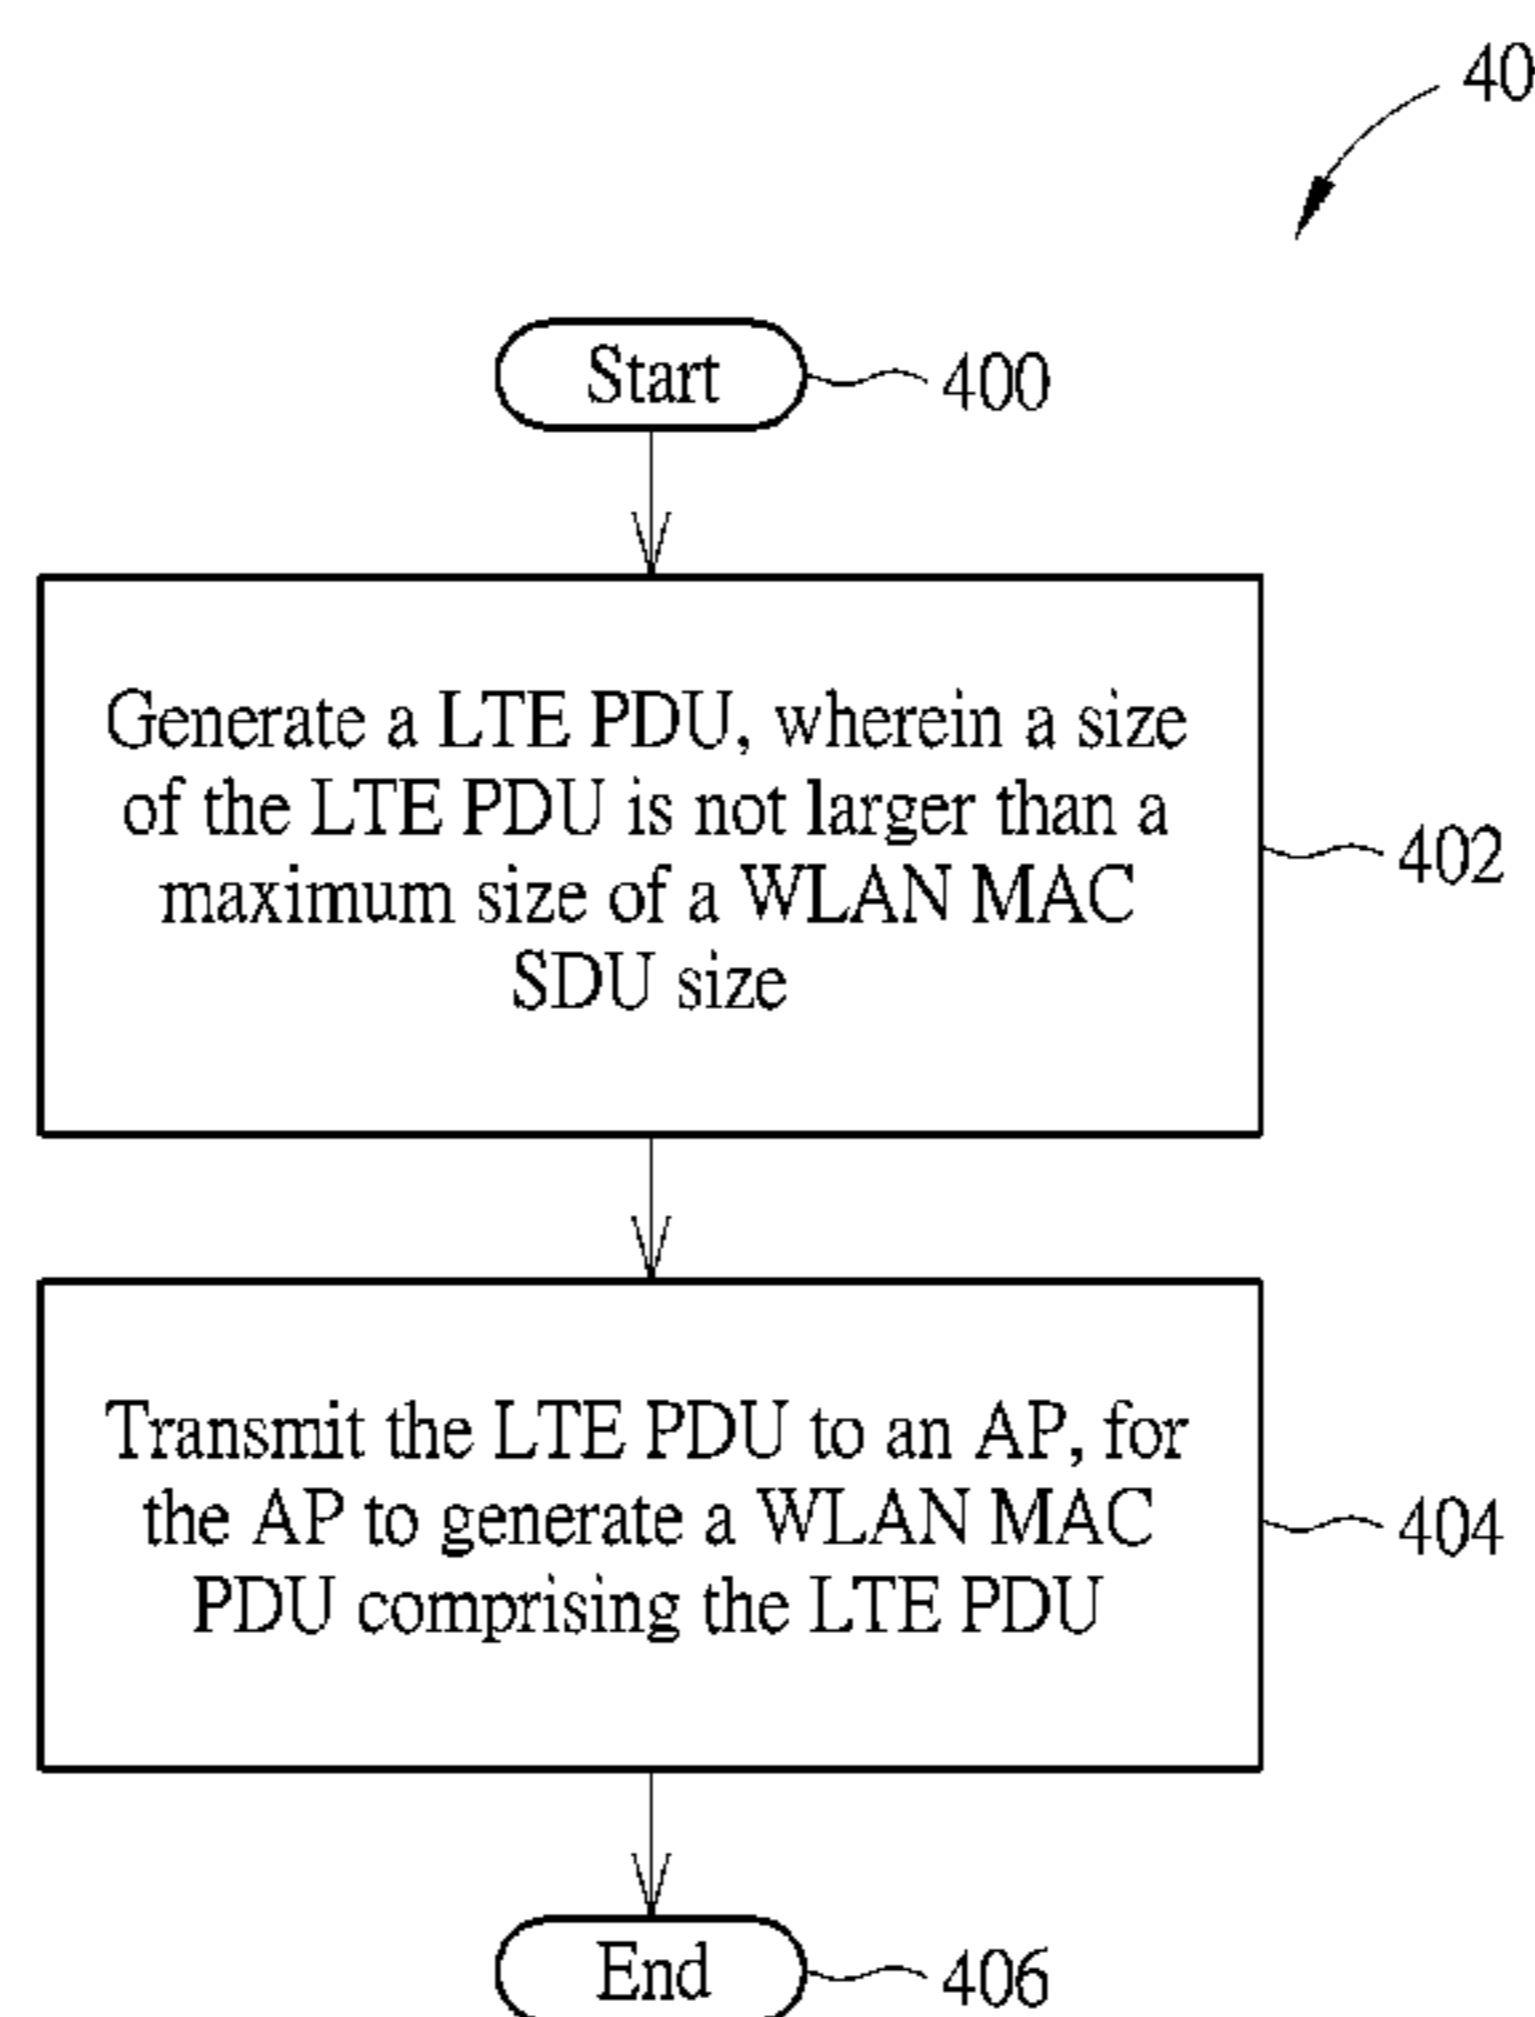 40
Start
400
Generate a LTE PDU, wherein a size
of the LTE PDU is not larger than a
maximum size of a WLAN MAC
SDU size
402
Transmit the LTE PDU to an AP, for
the AP to generate a WLAN MAC
PDU comprising the LTE PDU
404
End
406